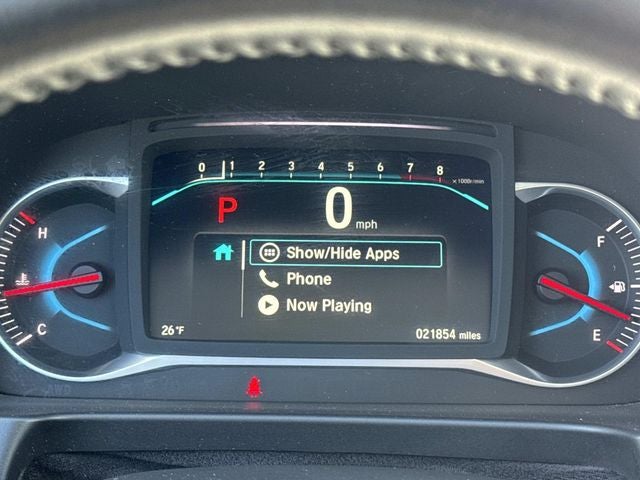 0 1 2 3 4 5 6 7 8 x1000r/min
P 0 mph
H
F
Show/Hide Apps
Phone
Now Playing
C
E
26°F 021854 miles